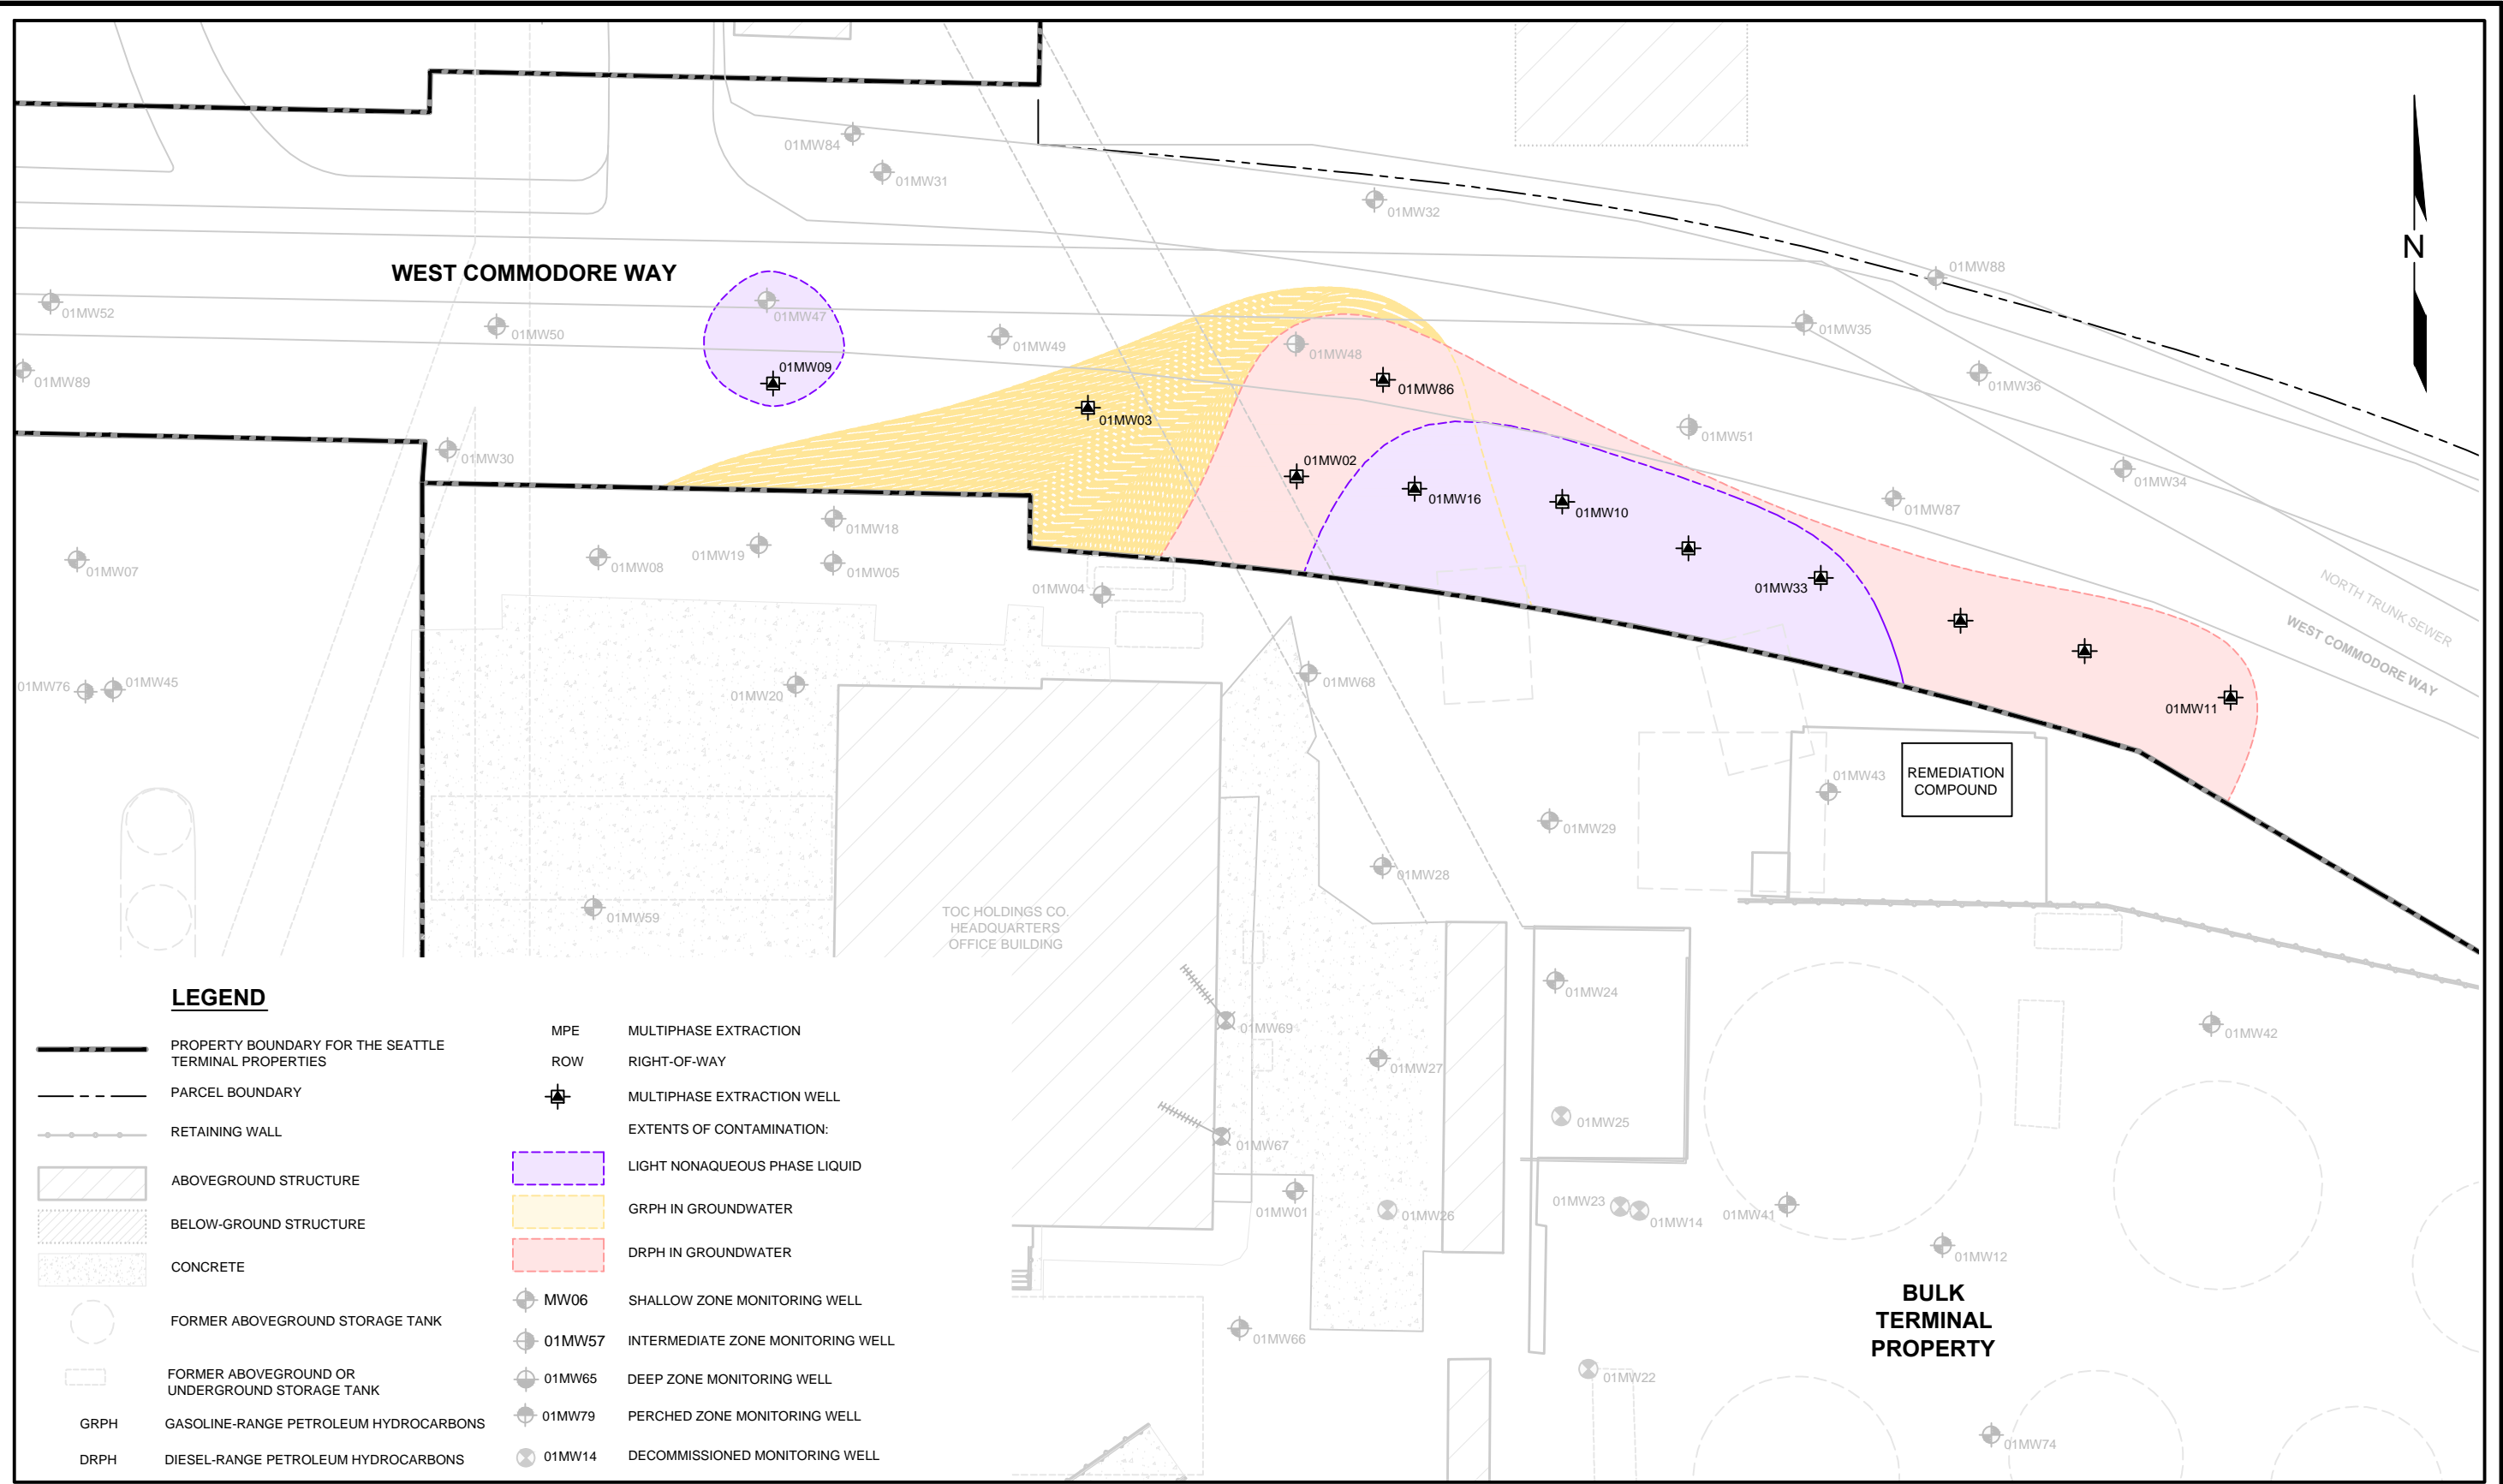 01MW84
01MW31
01MW32
N
WEST COMMODORE WAY
01MW88
01MW52
01MW47
01MW50
01MW49
01MW48
01MW35
01MW89
01MW09
01MW86
01MW36
01MW03
01MW51
01MW30
01MW02
01MW34
01MW16
01MW10
01MW87
01MW18
01MW19
01MW07
01MW08
01MW05
01MW04
01MW33
NORTH TRUNK SEWER
WEST COMMODORE WAY
01MW76
01MW45
01MW20
01MW68
01MW11
REMEDIATION
COMPOUND
01MW43
01MW29
01MW28
01MW59
TOC HOLDINGS CO.
HEADQUARTERS
OFFICE BUILDING
01MW24
01MW69
01MW42
01MW27
01MW25
01MW67
01MW01
01MW26
01MW23
01MW14
01MW41
01MW12
BULK
TERMINAL
PROPERTY
01MW66
01MW22
01MW74
LEGEND
PROPERTY BOUNDARY FOR THE SEATTLE
TERMINAL PROPERTIES
PARCEL BOUNDARY
RETAINING WALL
ABOVEGROUND STRUCTURE
BELOW-GROUND STRUCTURE
CONCRETE
FORMER ABOVEGROUND STORAGE TANK
FORMER ABOVEGROUND OR
UNDERGROUND STORAGE TANK
GRPH GASOLINE-RANGE PETROLEUM HYDROCARBONS
DRPH DIESEL-RANGE PETROLEUM HYDROCARBONS
MPE MULTIPHASE EXTRACTION
ROW RIGHT-OF-WAY
MULTIPHASE EXTRACTION WELL
EXTENTS OF CONTAMINATION:
LIGHT NONAQUEOUS PHASE LIQUID
GRPH IN GROUNDWATER
DRPH IN GROUNDWATER
MW06 SHALLOW ZONE MONITORING WELL
01MW57 INTERMEDIATE ZONE MONITORING WELL
01MW65 DEEP ZONE MONITORING WELL
01MW79 PERCHED ZONE MONITORING WELL
01MW14 DECOMMISSIONED MONITORING WELL